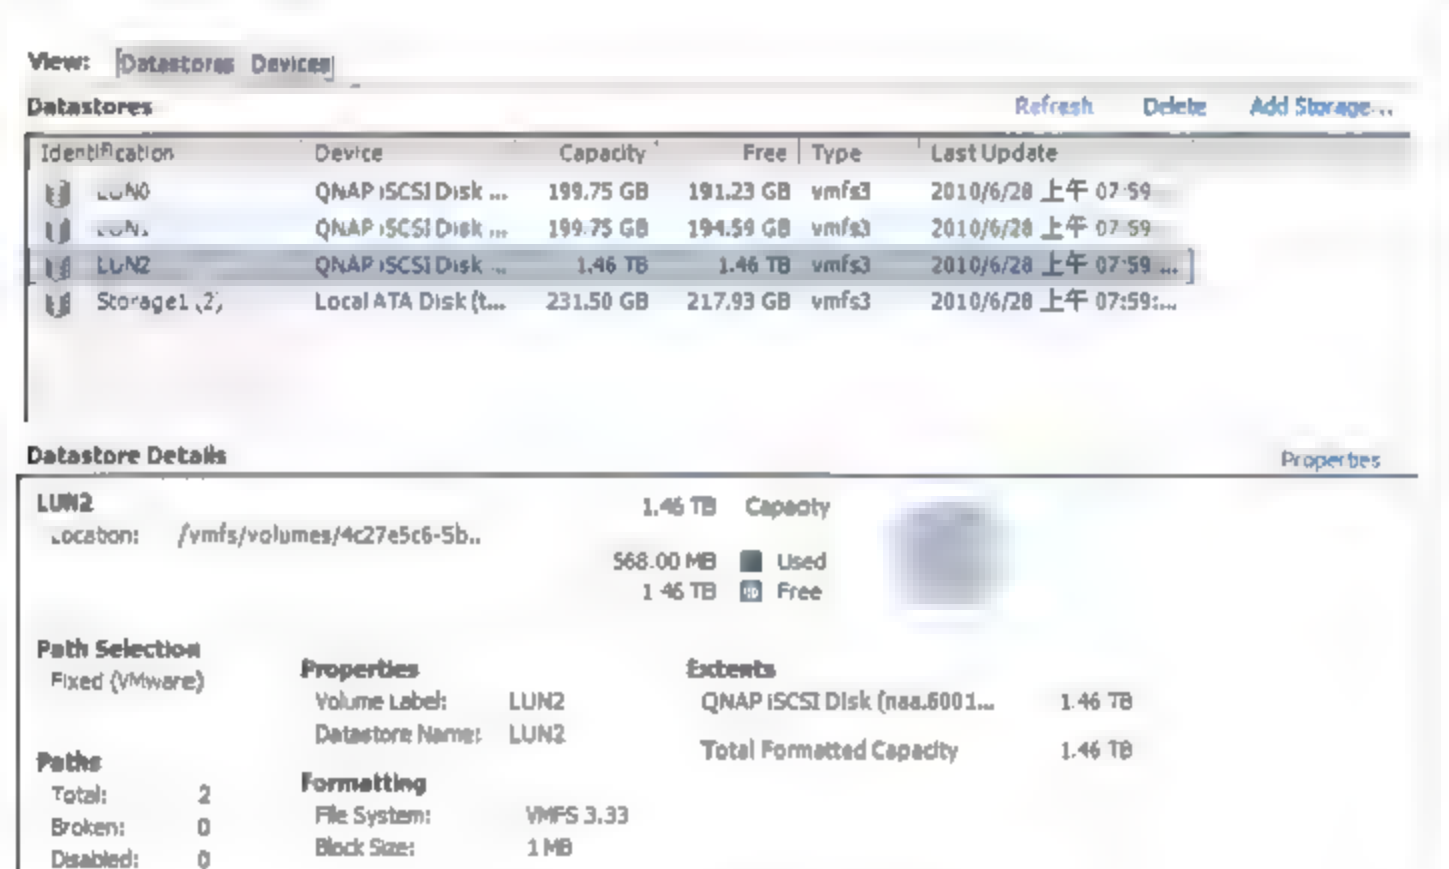 View: Datastores Devices
Datastores Refresh Delete Add Storage...
Identification Device Capacity Free Type Last Update
LUN0 QNAP iSCSI Disk ... 199.75 GB 191.23 GB vmfs3 2010/6/28 上午 07:59
LUN1 QNAP iSCSI Disk ... 199.75 GB 194.59 GB vmfs3 2010/6/28 上午 07:59
LUN2 QNAP iSCSI Disk ... 1.46 TB 1.46 TB vmfs3 2010/6/28 上午 07:59 ...
Storage1 (2) Local ATA Disk (t... 231.50 GB 217.93 GB vmfs3 2010/6/28 上午 07:59:...
Datastore Details Properties
LUN2 1.46 TB Capacity
Location: /vmfs/volumes/4c27e5c6-5b...
568.00 MB Used
1.46 TB Free
Path Selection
Fixed (VMware)
Properties
Volume Label: LUN2
Datastore Name: LUN2
Extents
QNAP iSCSI Disk (naa.6001... 1.46 TB
Total Formatted Capacity 1.46 TB
Paths
Total: 2
Broken: 0
Disabled: 0
Formatting
File System: VMFS 3.33
Block Size: 1 MB